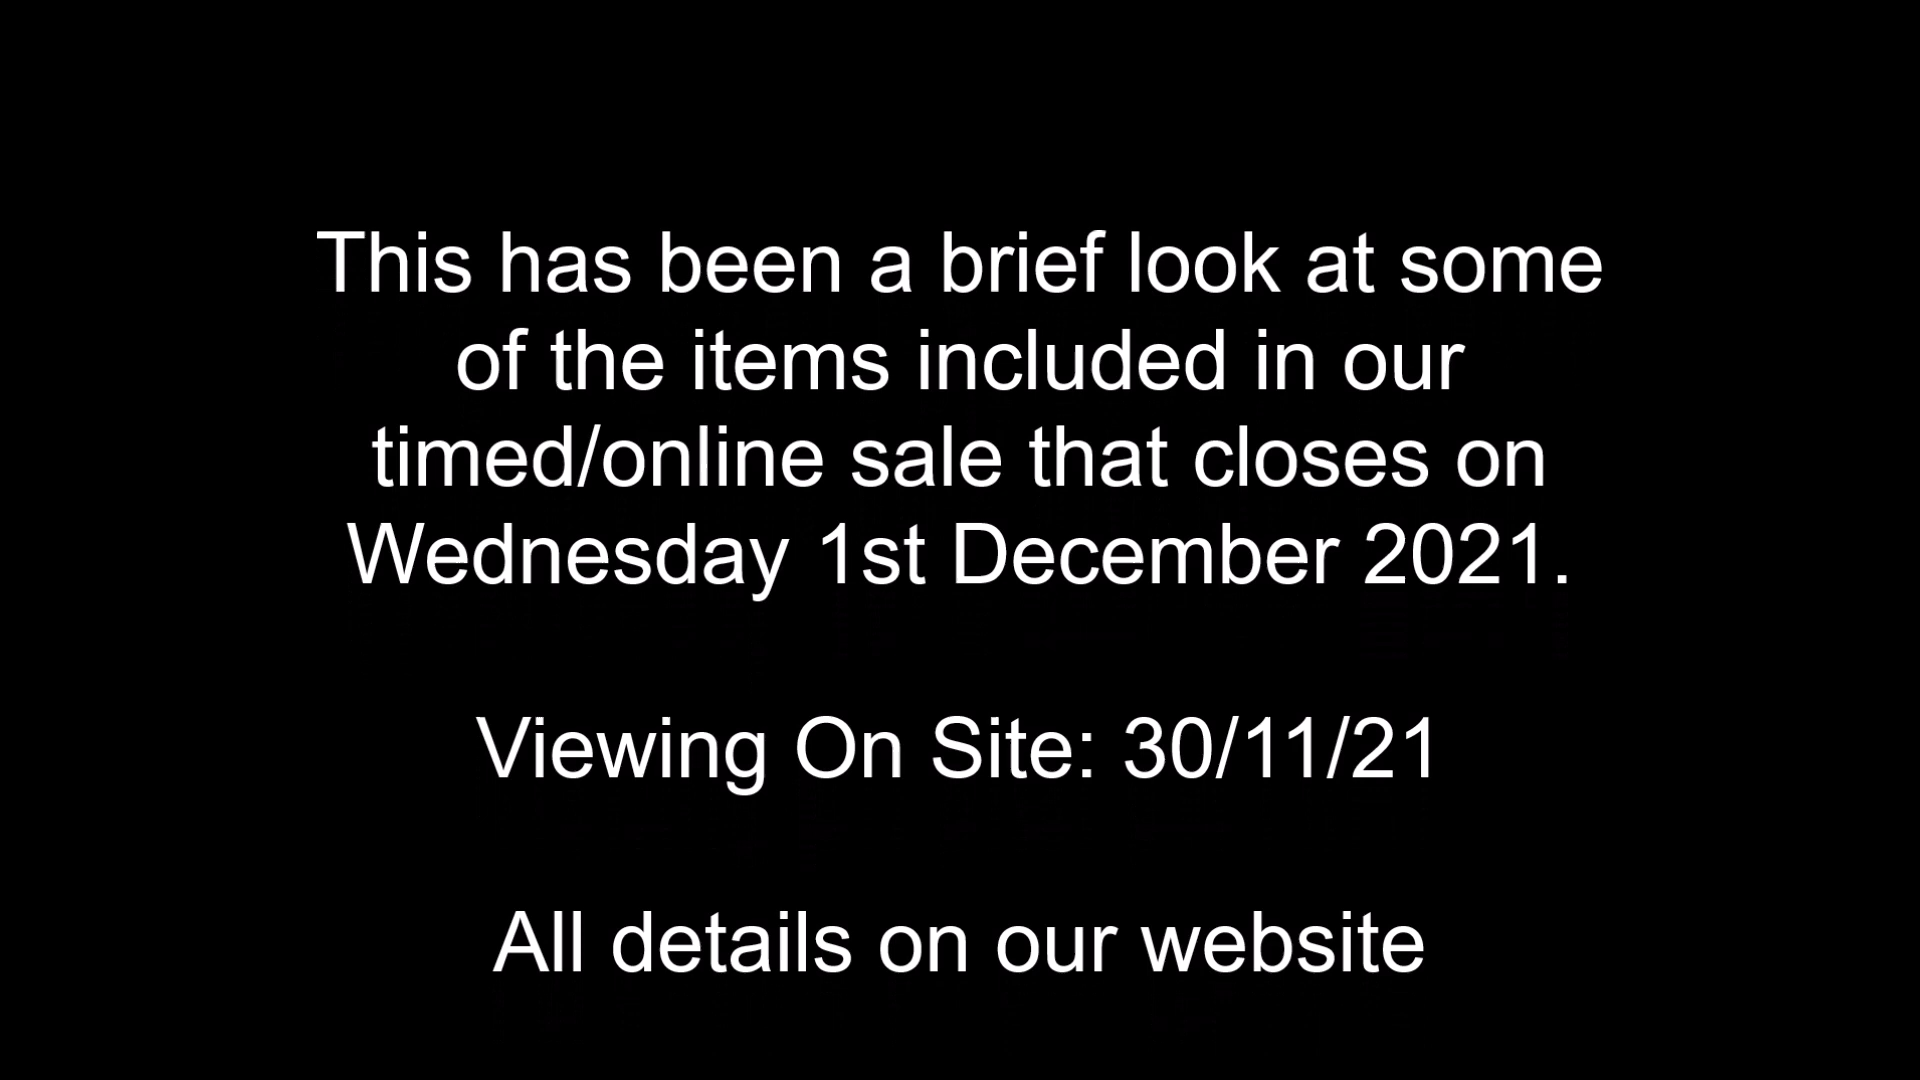 This has been a brief look at some
of the items included in our
timed/online sale that closes on
Wednesday 1st December 2021.
Viewing On Site: 30/11/21
All details on our website